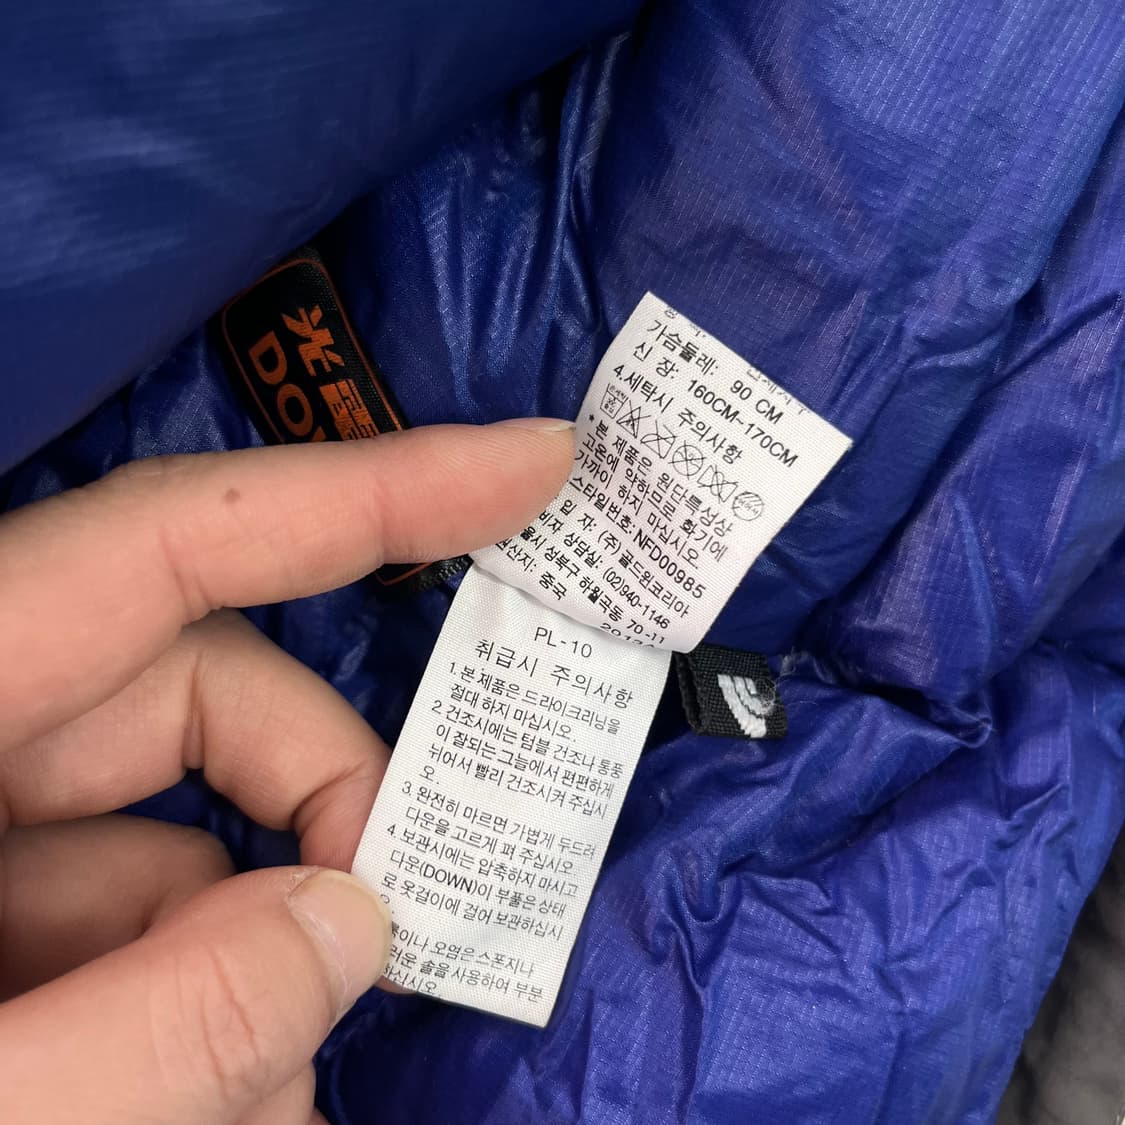 光電子
DOW
가슴둘레: 90 CM
신 장: 160CM-170CM
4.세탁시 주의사항
* 본 제품은 원단특성상
고온에 약하므로 화기에
가까이 하지 마십시오
스타일번호: NFD00985
입 자: (주) 골드윈코리아
비자 상담실: (02)940-1146
울시 성북구 하월곡동 70-11
원산지: 중국
PL-10
취급시 주의사항
1.본 제품은 드라이크리닝을
절대 하지 마십시오.
2 건조시에는 텀블 건조나 통풍
이 잘되는 그늘에서 편편하게
뉘어서 빨리 건조시켜 주십시
오.
3. 완전히 마르면 가볍게 두드려
다운을 고르게 펴 주십시오
4. 보관시에는 압축하지 마시고
다운(DOWN)이 부풀은 상태
로 옷걸이에 걸어 보관하십시
오.
이나 오염은 스폰지나
러운 솔을 사용하여 부분
하십시오.